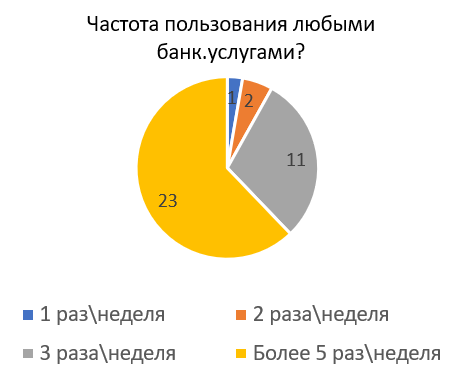 Частота пользования любыми
банк.услугами?
1
2
11
23
1 раз\неделя
2 раза\неделя
3 раза\неделя
Более 5 раз\неделя